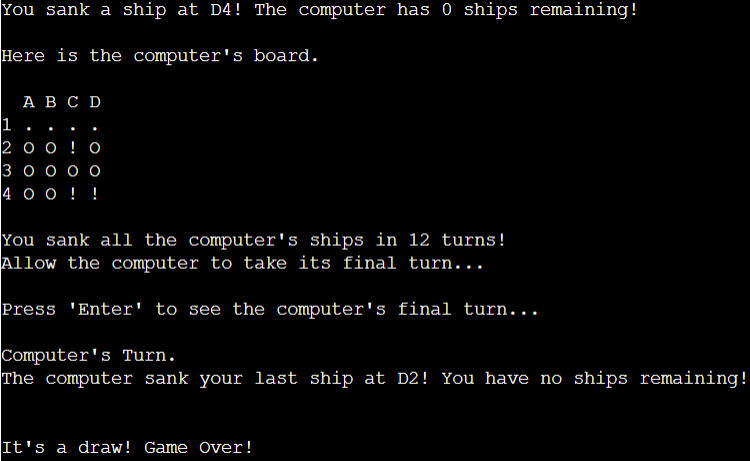 You sank a ship at D4! The computer has 0 ships remaining!
Here is the computer's board.
A B C D
1 . . . .
2 O O ! O
3 O O O O
4 O O ! !
You sank all the computer's ships in 12 turns!
Allow the computer to take its final turn...
Press 'Enter' to see the computer's final turn...
Computer's Turn.
The computer sank your last ship at D2! You have no ships remaining!
It's a draw! Game Over!